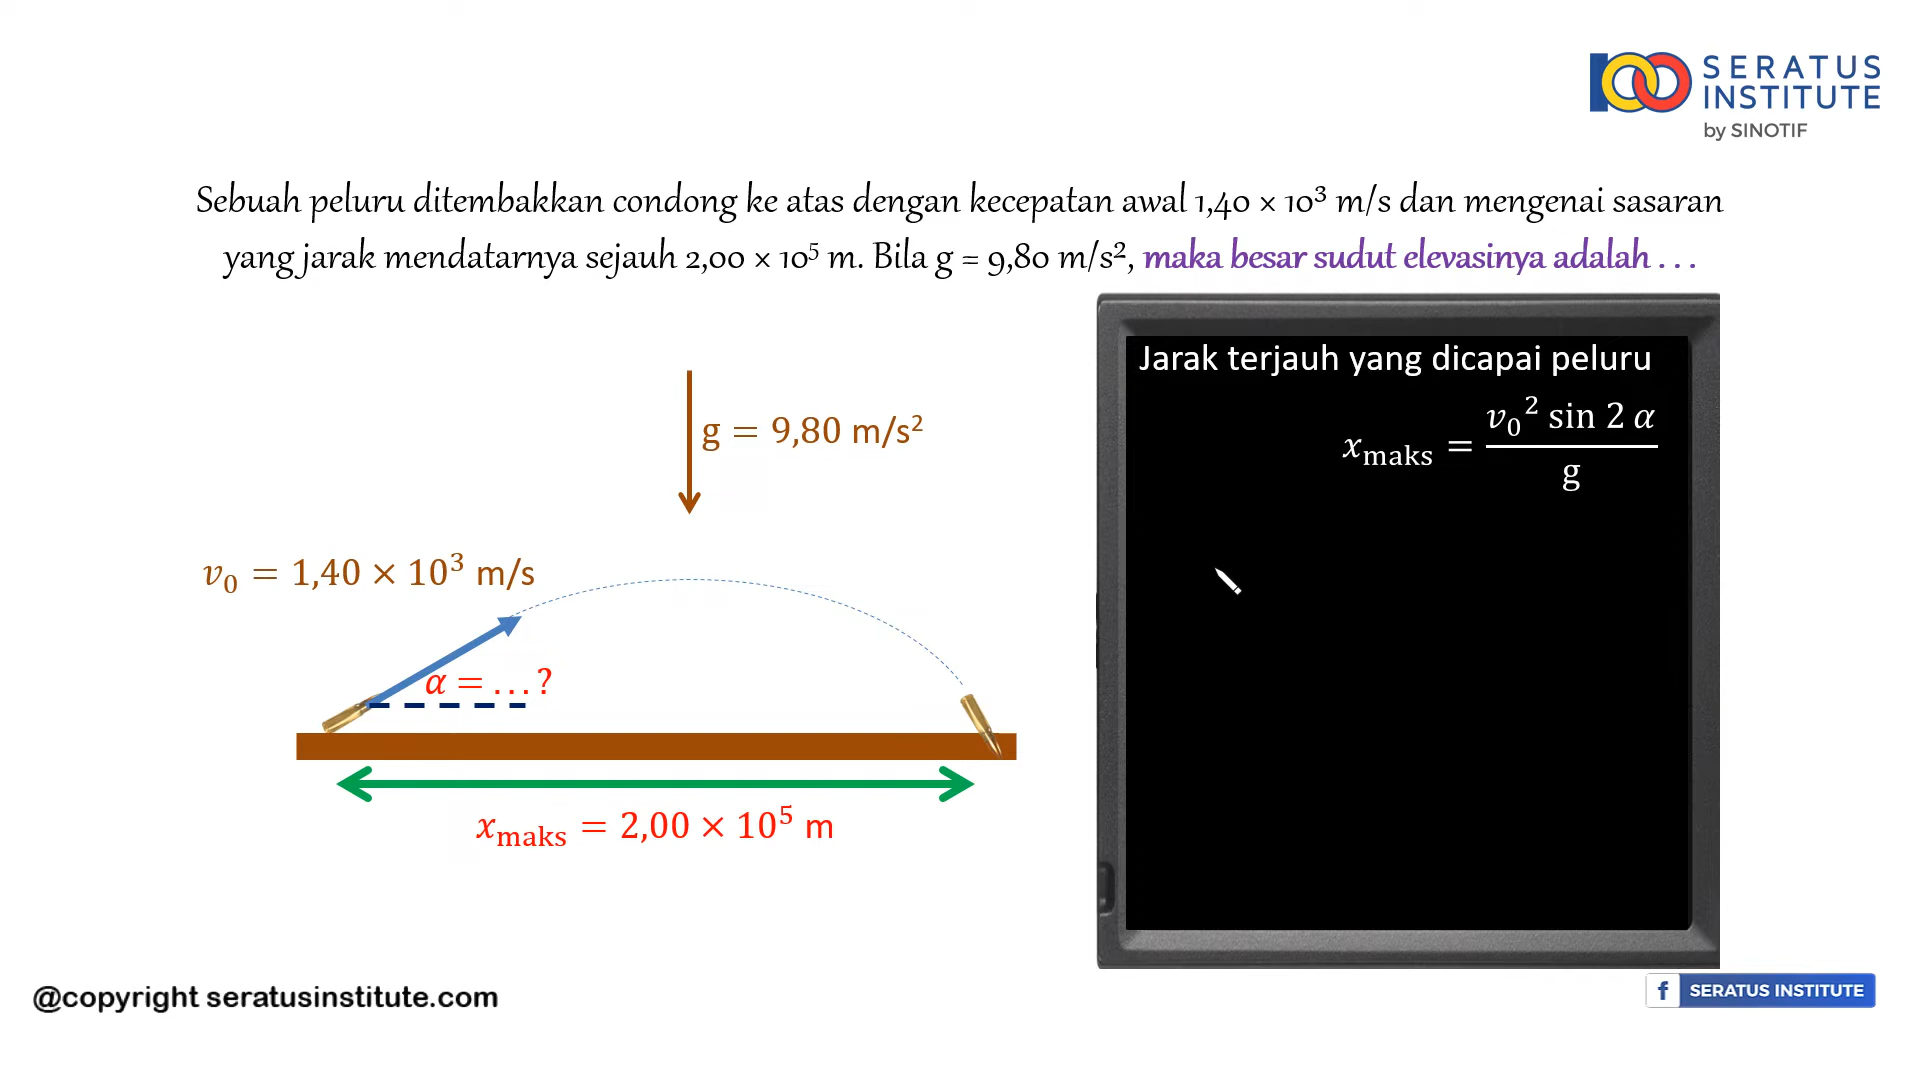 SERATUS
INSTITUTE
by SINOTIF
Sebuah peluru ditembakkan condong ke atas dengan kecepatan awal 1,40 × 10³ m/s dan mengenai sasaran
yang jarak mendatarnya sejauh 2,00 × 10⁵ m. Bila g = 9,80 m/s², maka besar sudut elevasinya adalah . . .
Jarak terjauh yang dicapai peluru
x_maks = v₀² sin 2 α / g
g = 9,80 m/s²
v₀ = 1,40 × 10³ m/s
α = . . . ?
x_maks = 2,00 × 10⁵ m
@copyright seratusinstitute.com
f SERATUS INSTITUTE